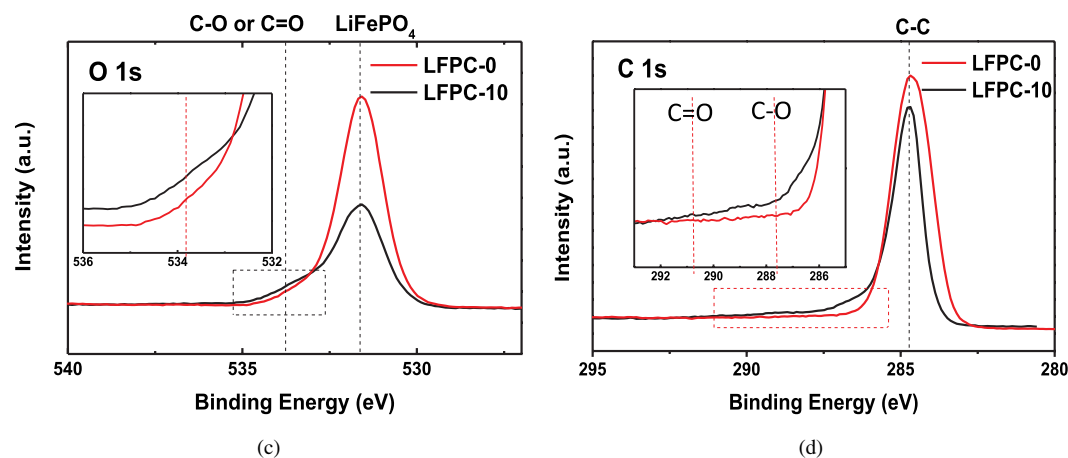 C-O or C=O LiFePO4
O 1s
LFPC-0
LFPC-10
Intensity (a.u.)
536 534 532
540 535 530
Binding Energy (eV)
(c)
C-C
C 1s
LFPC-0
LFPC-10
C=O C-O
Intensity (a.u.)
292 290 288 286
295 290 285 280
Binding Energy (eV)
(d)